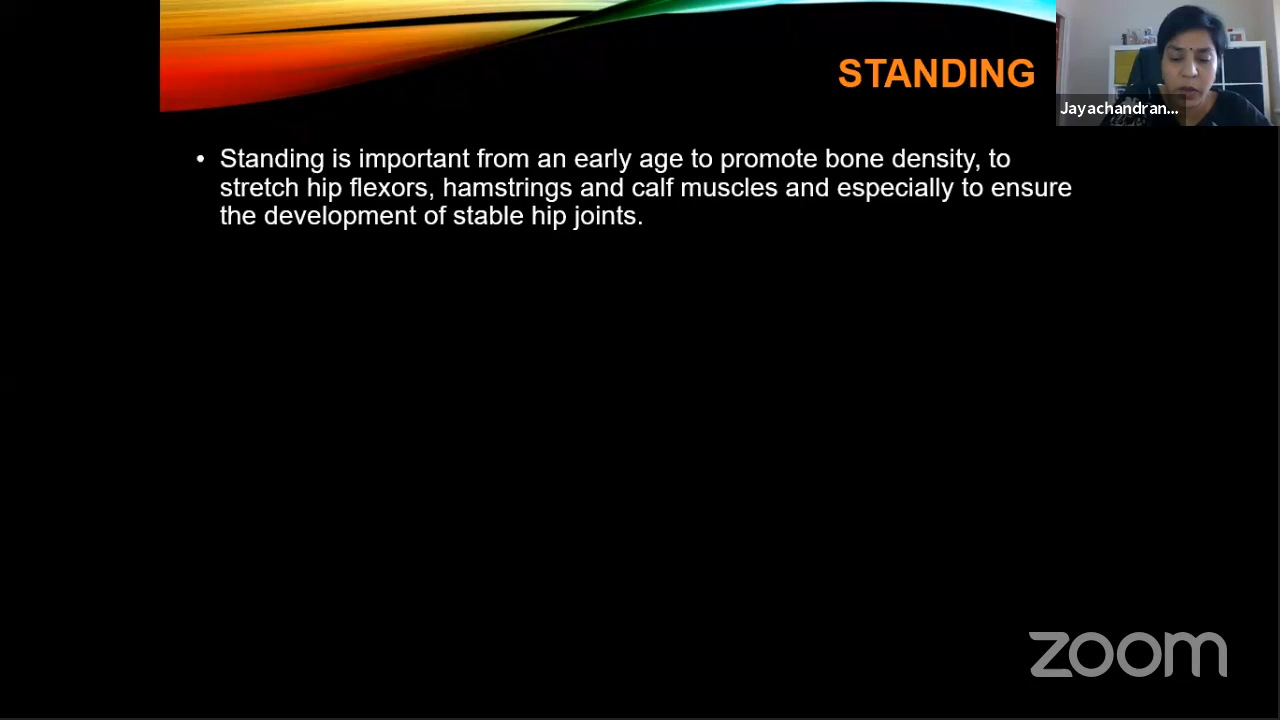 STANDING
Jayachandran...
• Standing is important from an early age to promote bone density, to
stretch hip flexors, hamstrings and calf muscles and especially to ensure
the development of stable hip joints.
zoom